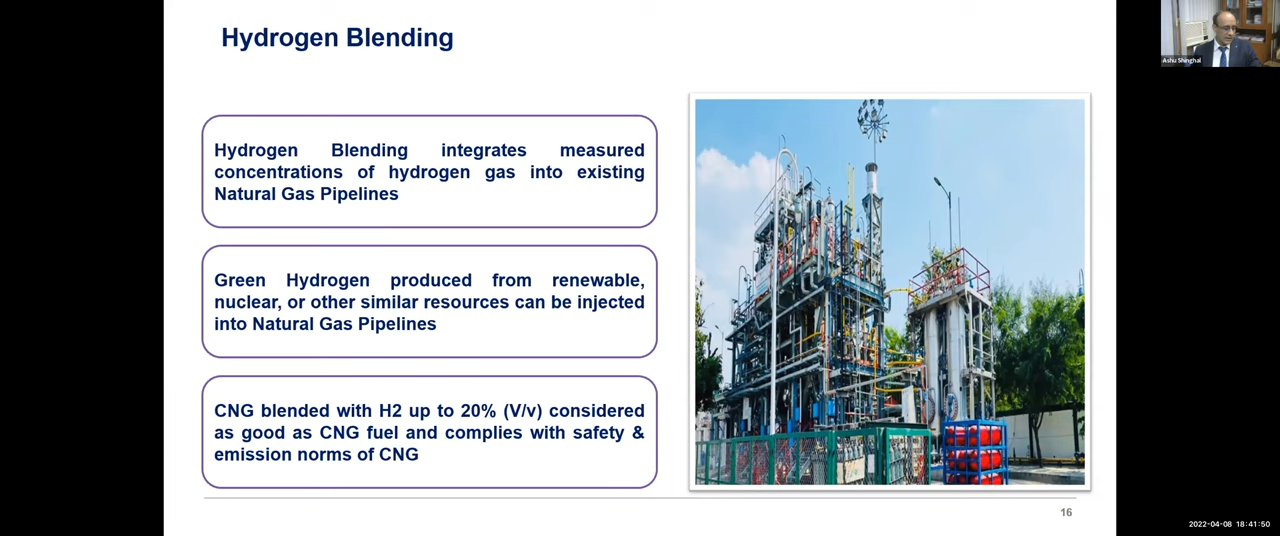 Hydrogen Blending
Hydrogen Blending integrates measured
concentrations of hydrogen gas into existing
Natural Gas Pipelines
Green Hydrogen produced from renewable,
nuclear, or other similar resources can be injected
into Natural Gas Pipelines
CNG blended with H2 up to 20% (V/v) considered
as good as CNG fuel and complies with safety &
emission norms of CNG
16
Ashu Shinghal
2022-04-08 18:41:50